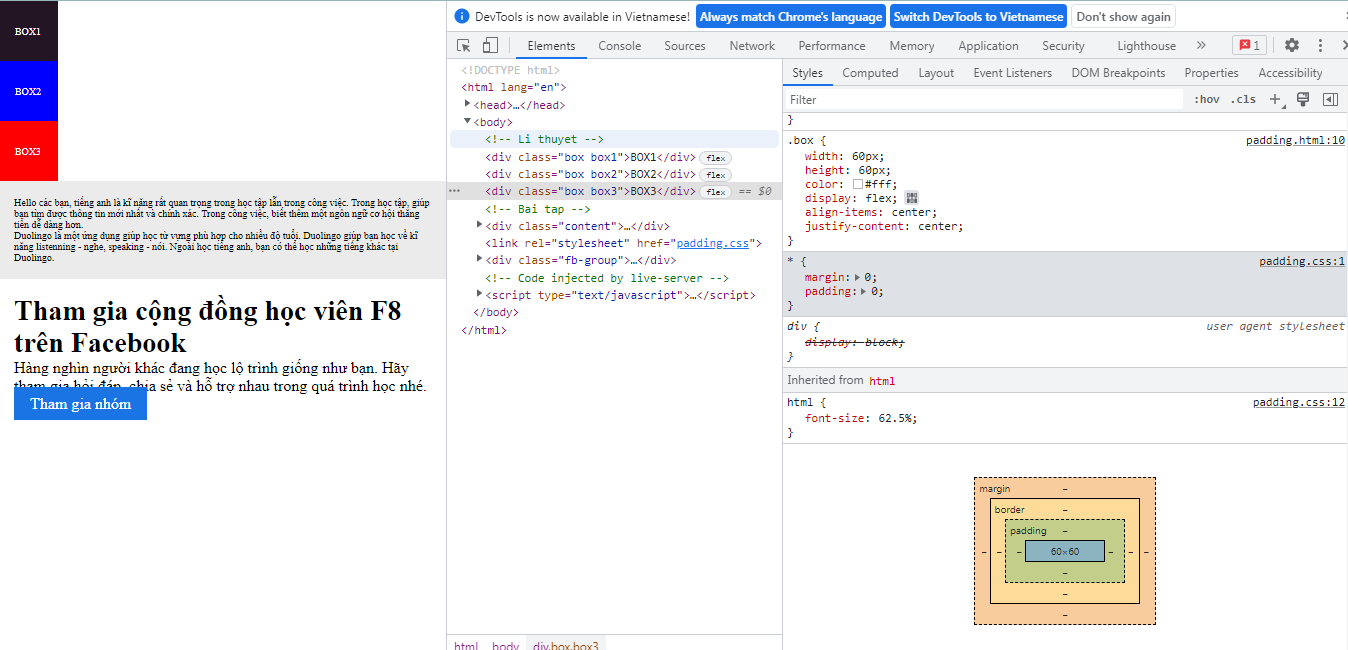 BOX1
BOX2
BOX3
Hello các bạn, tiếng anh là kĩ năng rất quan trọng trong học tập lẫn trong công việc. Trong học tập, giúp
bạn tìm được thông tin mới nhất và chính xác. Trong công việc, biết thêm một ngôn ngữ cơ hội thăng
tiến dễ dàng hơn.
Duolingo là một ứng dụng giúp học từ vựng phù hợp cho nhiều độ tuổi. Duolingo giúp bạn học về kĩ
năng listenning - nghe, speaking - nói. Ngoài học tiếng anh, bạn có thể học những tiếng khác tại
Duolingo.
Tham gia cộng đồng học viên F8
trên Facebook
Hàng nghìn người khác đang học lộ trình giống như bạn. Hãy
tham gia hỏi đáp, chia sẻ và hỗ trợ nhau trong quá trình học nhé.
Tham gia nhóm
DevTools is now available in Vietnamese! Always match Chrome's language Switch DevTools to Vietnamese Don't show again
Elements Console Sources Network Performance Memory Application Security Lighthouse » 1
<!DOCTYPE html>
<html lang="en">
<head>…</head>
<body>
<!-- Li thuyet -->
<div class="box box1">BOX1</div> flex
<div class="box box2">BOX2</div> flex
<div class="box box3">BOX3</div> flex == $0
<!-- Bai tap -->
<div class="content">…</div>
<link rel="stylesheet" href="padding.css">
<div class="fb-group">…</div>
<!-- Code injected by live-server -->
<script type="text/javascript">…</script>
</body>
</html>
html body div.box.box3
Styles Computed Layout Event Listeners DOM Breakpoints Properties Accessibility
Filter :hov .cls +
}
.box { padding.html:10
width: 60px;
height: 60px;
color: #fff;
display: flex;
align-items: center;
justify-content: center;
}
* { padding.css:1
margin: 0;
padding: 0;
}
div { user agent stylesheet
display: block;
}
Inherited from html
html { padding.css:12
font-size: 62.5%;
}
margin –
border –
padding –
– – – 60×60 – – –
–
–
–